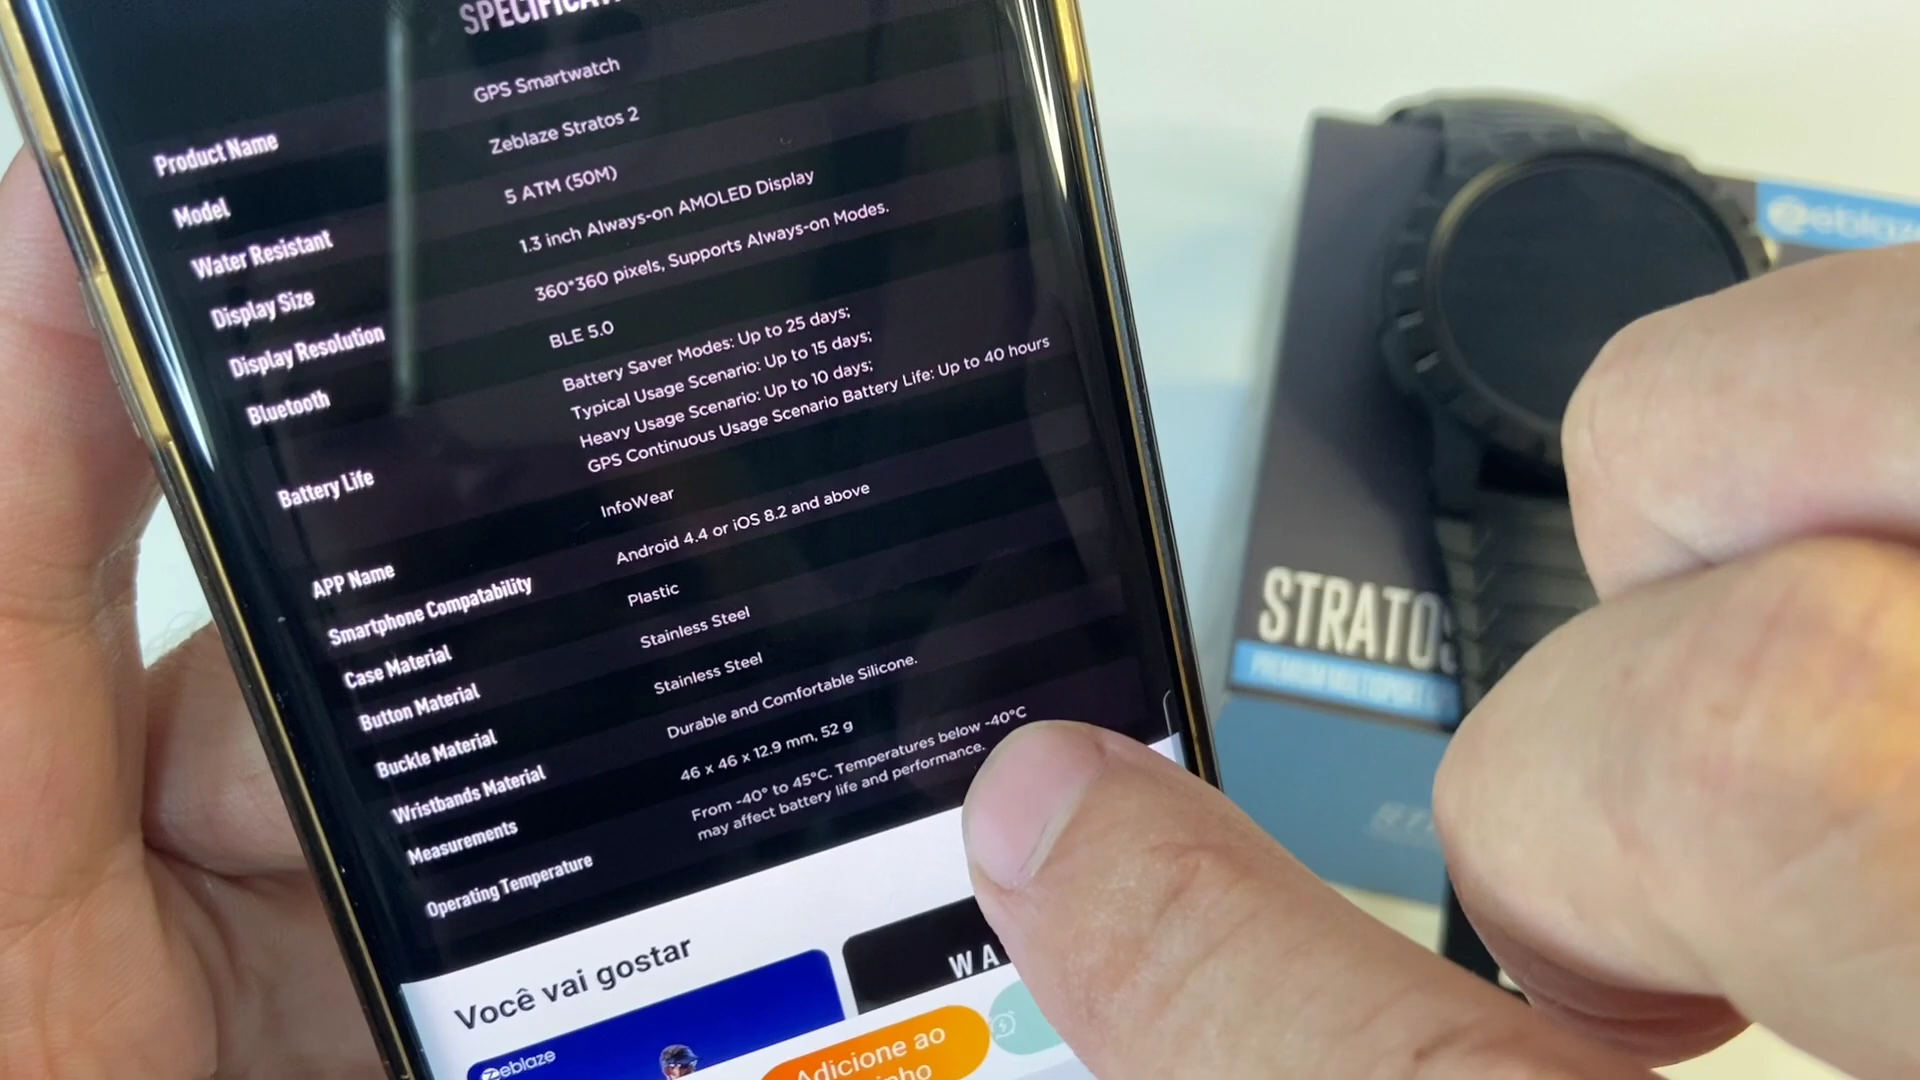 Product Name
GPS Smartwatch
Model
Zeblaze Stratos 2
Water Resistant
5 ATM (50M)
Display Size
1.3 inch Always-on AMOLED Display
Display Resolution
360*360 pixels, Supports Always-on Modes.
Bluetooth
BLE 5.0
Battery Life
Battery Saver Modes: Up to 25 days;
Typical Usage Scenario: Up to 15 days;
Heavy Usage Scenario: Up to 10 days;
GPS Continuous Usage Scenario Battery Life: Up to 40 hours
APP Name
InfoWear
Smartphone Compatability
Android 4.4 or iOS 8.2 and above
Case Material
Plastic
Button Material
Stainless Steel
Buckle Material
Stainless Steel
Wristbands Material
Durable and Comfortable Silicone.
Measurements
46 x 46 x 12.9 mm, 52 g
Operating Temperature
From -40° to 45°C. Temperatures below -40°C
may affect battery life and performance.
Você vai gostar
Zeblaze
WA
Adicione ao
Zeblaze
STRATOS
PREMIUM MULTISPORT